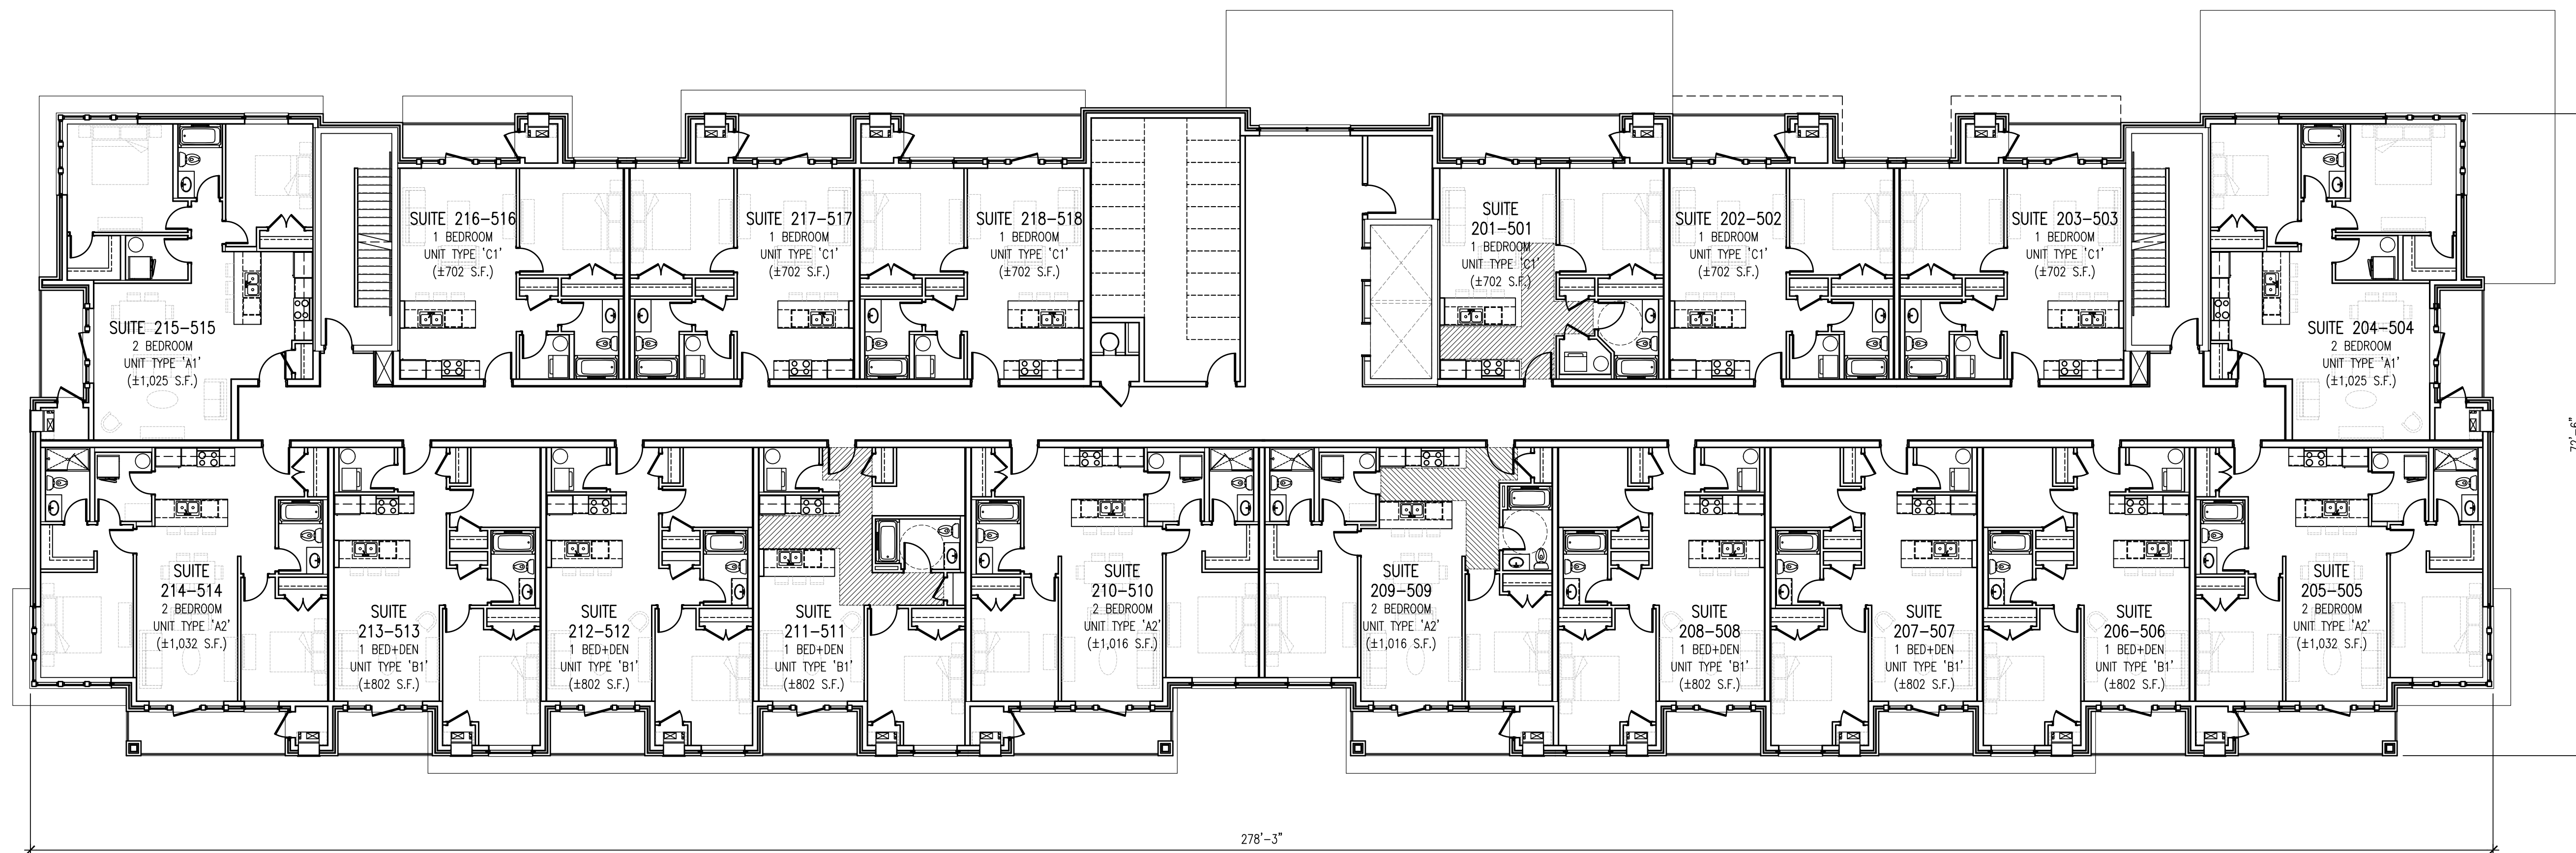 SUITE 216-516
1 BEDROOM
UNIT TYPE 'C1'
(±702 S.F.)
SUITE 217-517
1 BEDROOM
UNIT TYPE 'C1'
(±702 S.F.)
SUITE 218-518
1 BEDROOM
UNIT TYPE 'C1'
(±702 S.F.)
SUITE
201-501
1 BEDROOM
UNIT TYPE 'C1'
(±702 S.F.)
SUITE 202-502
1 BEDROOM
UNIT TYPE 'C1'
(±702 S.F.)
SUITE 203-503
1 BEDROOM
UNIT TYPE 'C1'
(±702 S.F.)
SUITE 215-515
2 BEDROOM
UNIT TYPE 'A1'
(±1,025 S.F.)
SUITE 204-504
2 BEDROOM
UNIT TYPE 'A1'
(±1,025 S.F.)
72'-6"
SUITE
214-514
2 BEDROOM
UNIT TYPE 'A2'
(±1,032 S.F.)
SUITE
213-513
1 BED+DEN
UNIT TYPE 'B1'
(±802 S.F.)
SUITE
212-512
1 BED+DEN
UNIT TYPE 'B1'
(±802 S.F.)
SUITE
211-511
1 BED+DEN
UNIT TYPE 'B1'
(±802 S.F.)
SUITE
210-510
2 BEDROOM
UNIT TYPE 'A2'
(±1,016 S.F.)
SUITE
209-509
2 BEDROOM
UNIT TYPE 'A2'
(±1,016 S.F.)
SUITE
208-508
1 BED+DEN
UNIT TYPE 'B1'
(±802 S.F.)
SUITE
207-507
1 BED+DEN
UNIT TYPE 'B1'
(±802 S.F.)
SUITE
206-506
1 BED+DEN
UNIT TYPE 'B1'
(±802 S.F.)
SUITE
205-505
2 BEDROOM
UNIT TYPE 'A2'
(±1,032 S.F.)
278'-3"